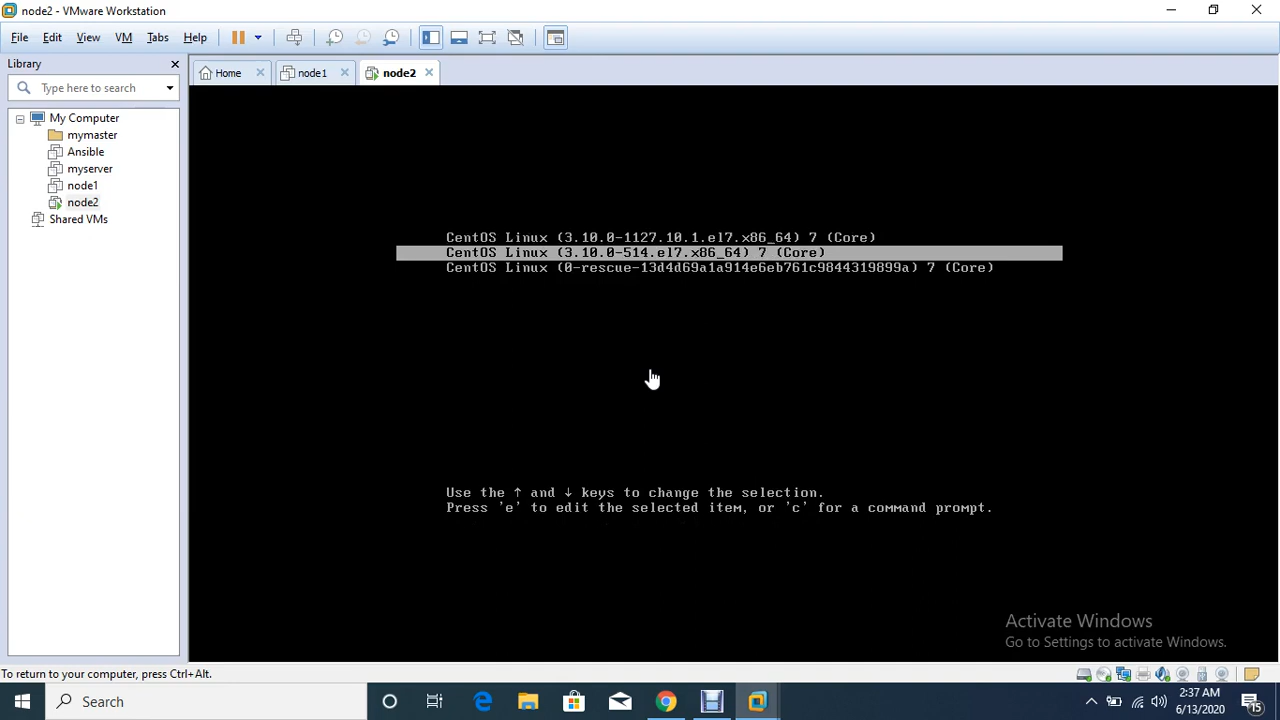 node2 - VMware Workstation
File Edit View VM Tabs Help
Library
Type here to search
My Computer
mymaster
Ansible
myserver
node1
node2
Shared VMs
Home node1 node2
CentOS Linux (3.10.0-1127.10.1.el7.x86_64) 7 (Core)
CentOS Linux (3.10.0-514.el7.x86_64) 7 (Core)
CentOS Linux (0-rescue-13d4d69a1a914e6eb761c9844319899a) 7 (Core)
Use the ↑ and ↓ keys to change the selection.
Press 'e' to edit the selected item, or 'c' for a command prompt.
Activate Windows
Go to Settings to activate Windows.
To return to your computer, press Ctrl+Alt.
Search
2:37 AM
6/13/2020
15